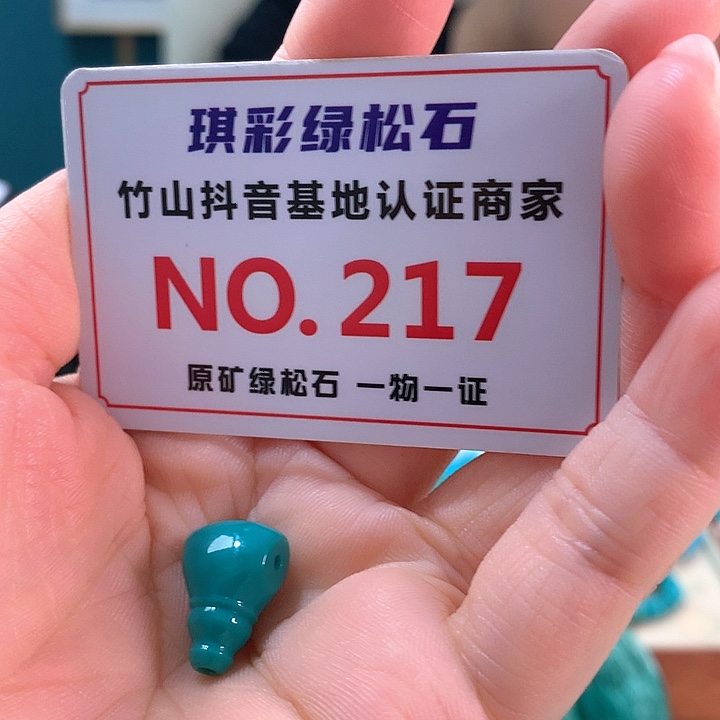 琪彩绿松石
竹山抖音基地认证商家
NO.217
原矿绿松石 一物一证